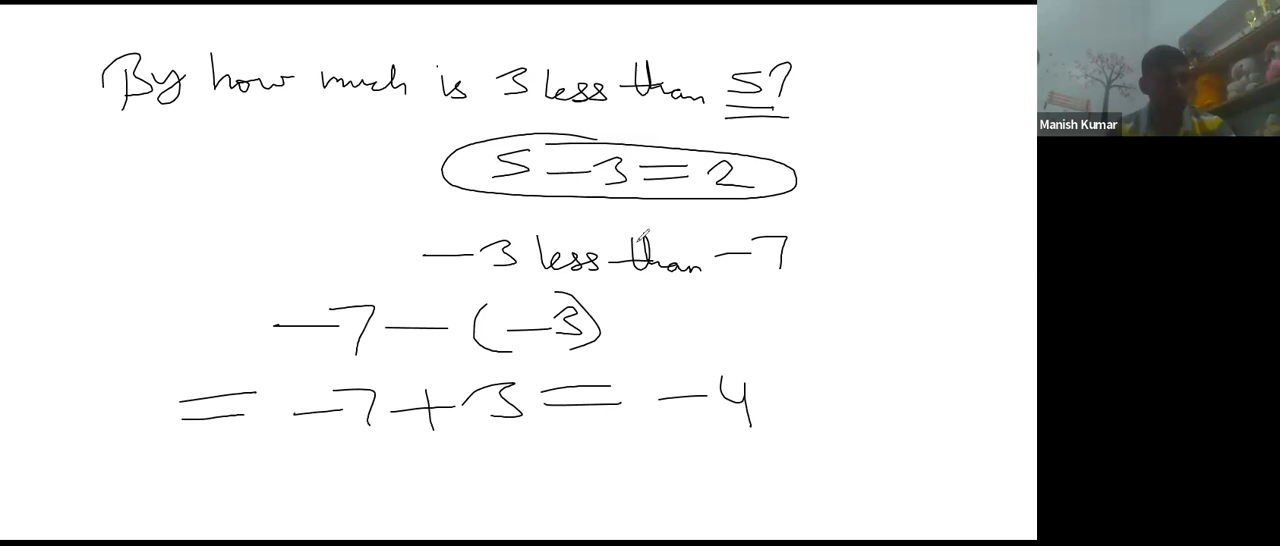 By how much is 3 less than 5?
5 - 3 = 2
-3 less than -7
-7 - (-3)
= -7 + 3 = -4
Manish Kumar